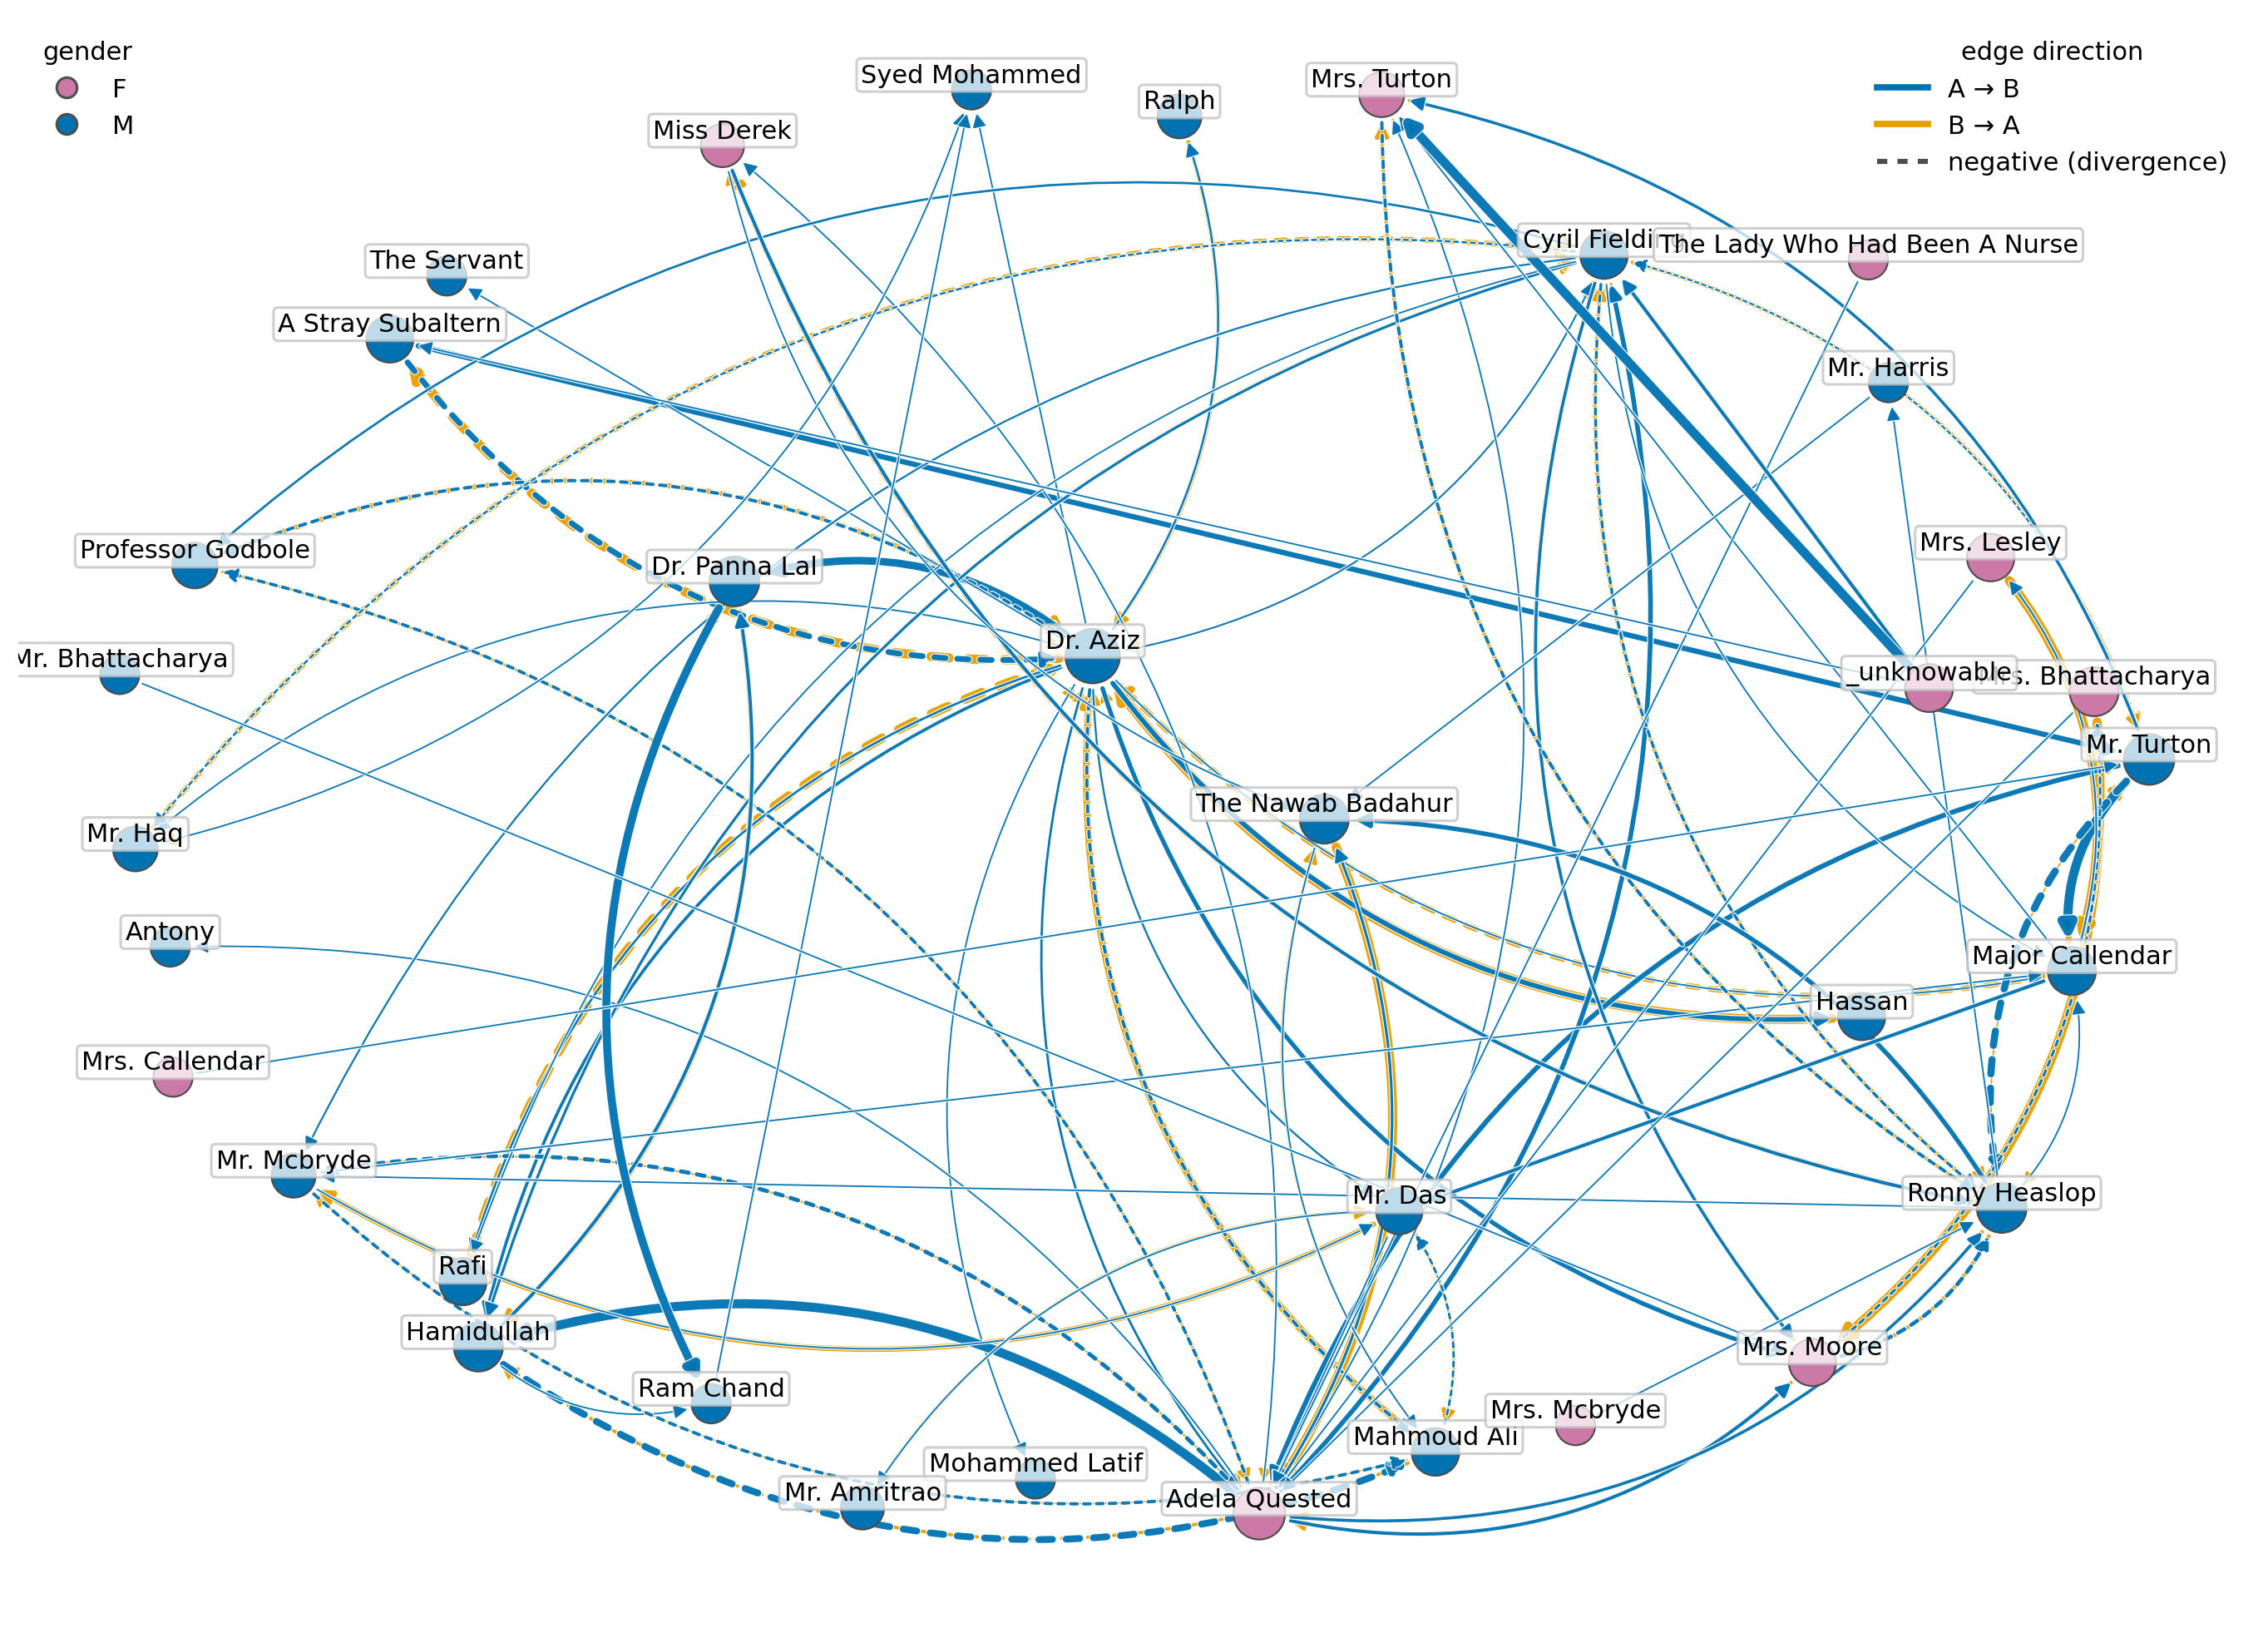 gender
F
M
edge direction
A → B
B → A
negative (divergence)
Syed Mohammed
Ralph
Mrs. Turton
Miss Derek
Cyril Fielding
The Lady Who Had Been A Nurse
The Servant
A Stray Subaltern
Mr. Harris
Professor Godbole
Dr. Panna Lal
Mrs. Lesley
Dr. Aziz
Mr. Bhattacharya
_unknowable
Mrs. Bhattacharya
Mr. Turton
The Nawab Badahur
Mr. Haq
Antony
Major Callendar
Hassan
Mrs. Callendar
Mr. Mcbryde
Mr. Das
Ronny Heaslop
Rafi
Hamidullah
Mrs. Moore
Ram Chand
Mrs. Mcbryde
Mahmoud Ali
Mohammed Latif
Mr. Amritrao
Adela Quested